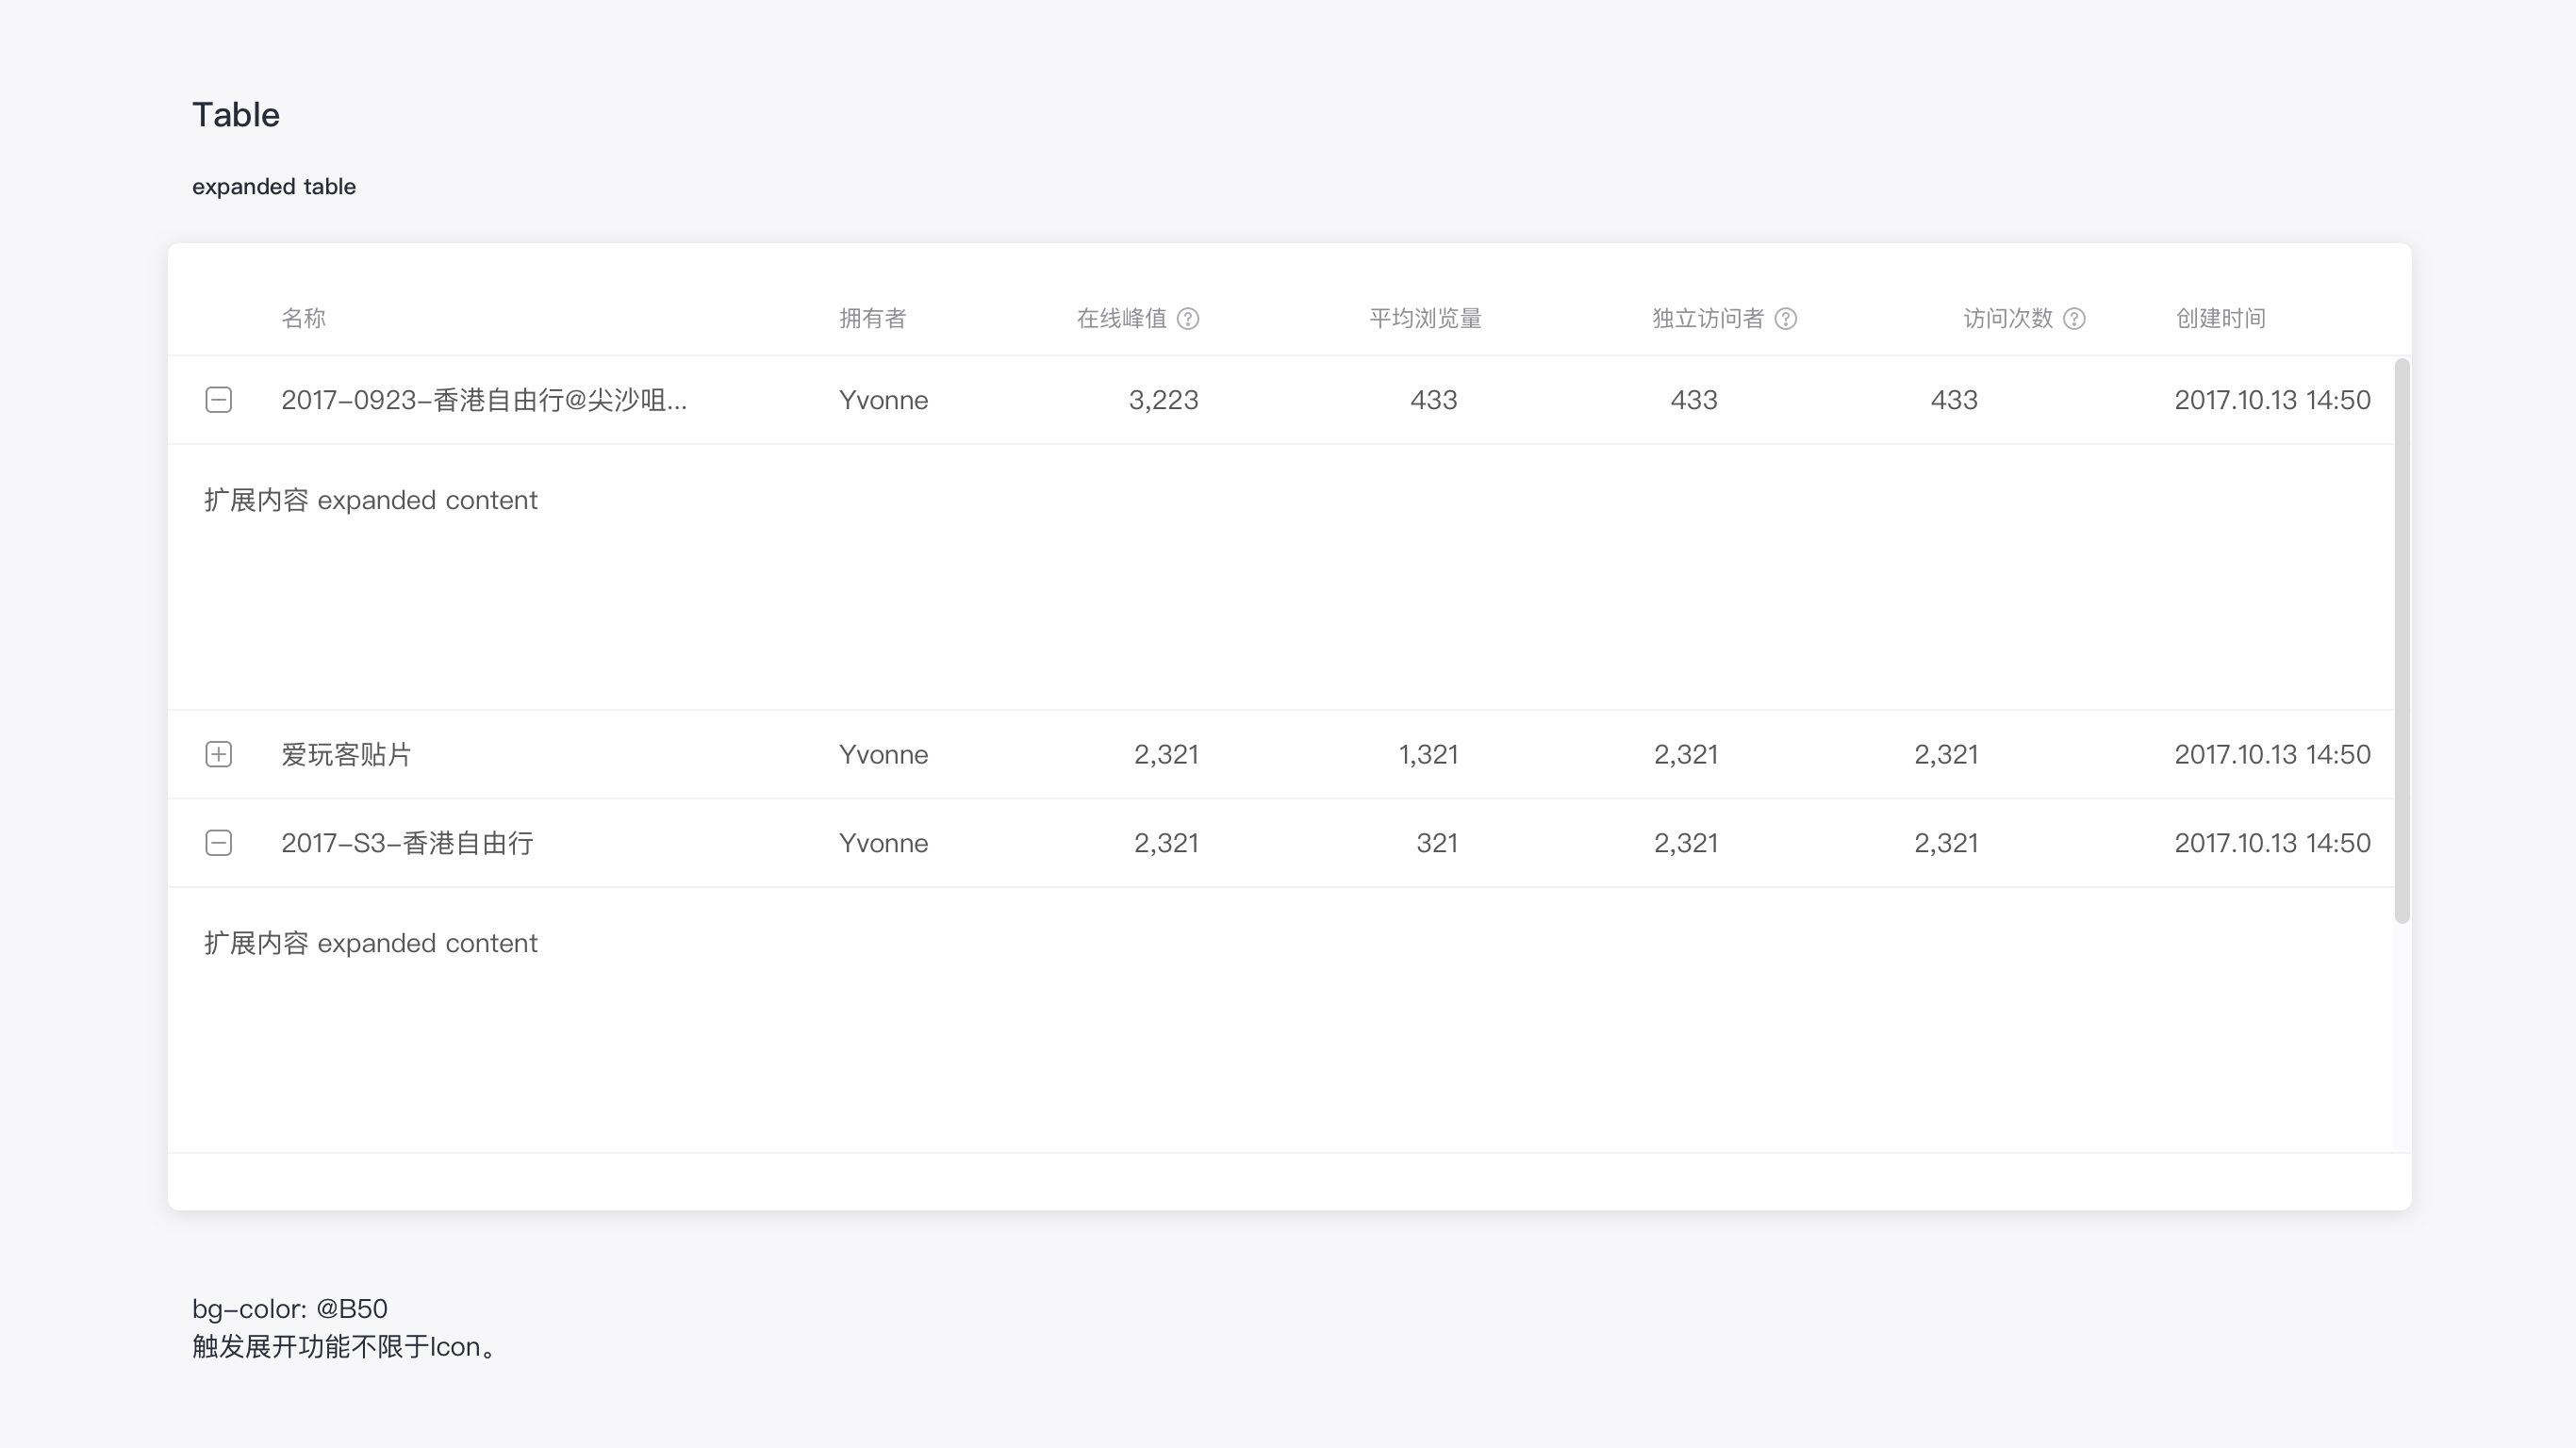 Table
expanded table
名称 拥有者 在线峰值 平均浏览量 独立访问者 访问次数 创建时间
2017-0923-香港自由行@尖沙咀... Yvonne 3,223 433 433 433 2017.10.13 14:50
扩展内容 expanded content
爱玩客贴片 Yvonne 2,321 1,321 2,321 2,321 2017.10.13 14:50
2017-S3-香港自由行 Yvonne 2,321 321 2,321 2,321 2017.10.13 14:50
扩展内容 expanded content
bg-color: @B50
触发展开功能不限于Icon。